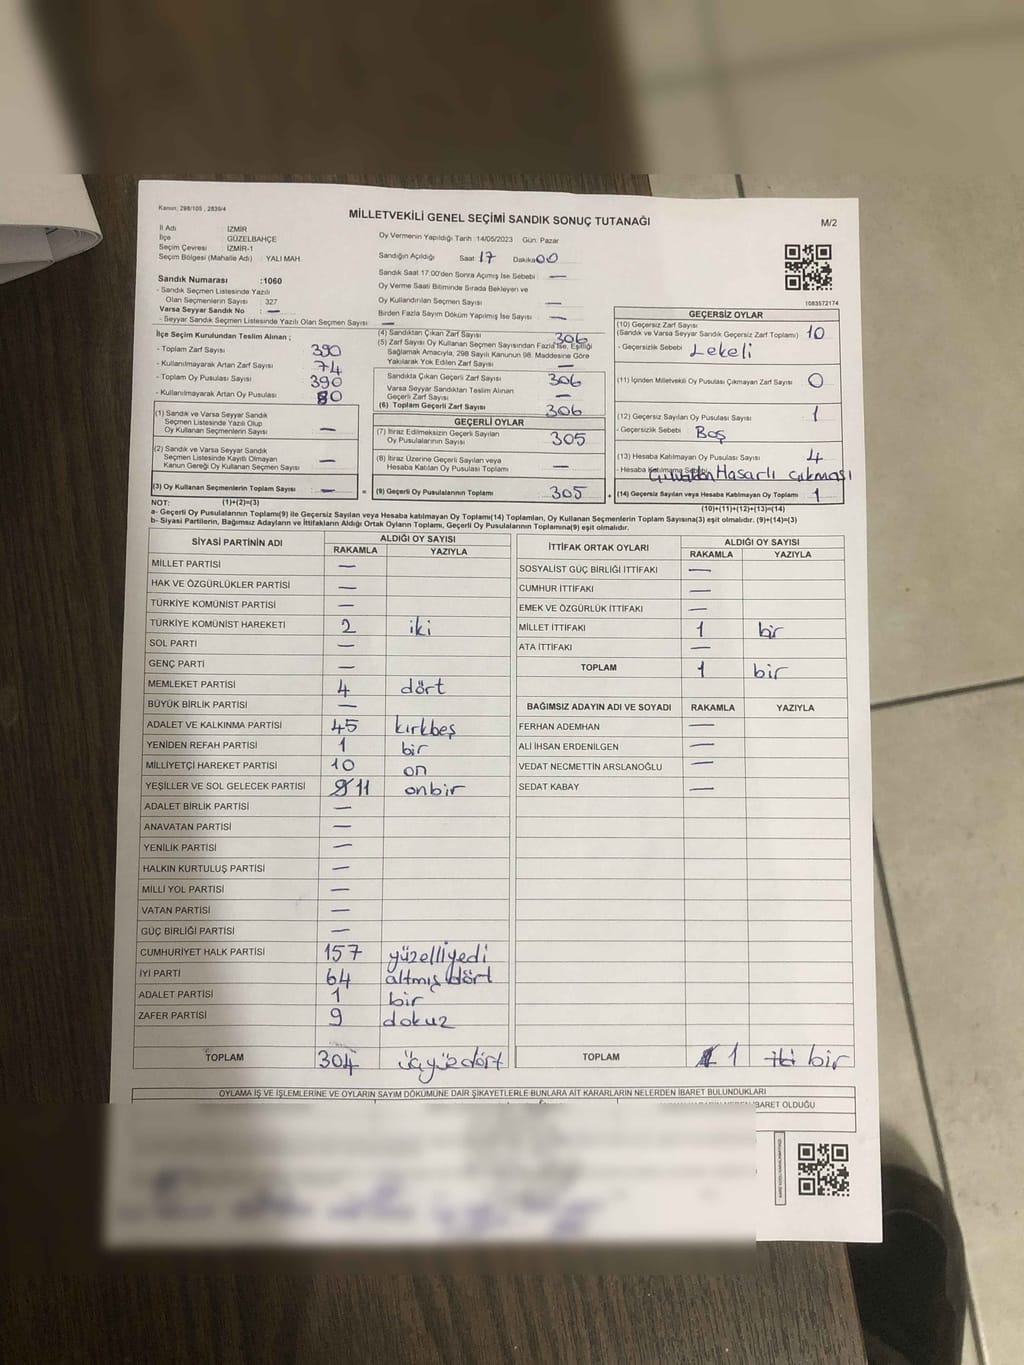 Kanun; 298/105 , 2839/4
MİLLETVEKİLİ GENEL SEÇİMİ SANDIK SONUÇ TUTANAĞI
M/2
İl Adı : İZMİR
İlçe : GÜZELBAHÇE
Seçim Çevresi : İZMİR-1
Seçim Bölgesi (Mahalle Adı) : YALI MAH.
Oy Vermenin Yapıldığı Tarih :14/05/2023 Gün: Pazar
Sandığın Açıldığı Saat: 17 Dakika: 00
Sandık Saat 17:00'den Sonra Açımış İse Sebebi : —
Oy Verme Saati Bitiminde Sırada Bekleyen ve
Oy Kullandırılan Seçmen Sayısı : —
Birden Fazla Sayım Döküm Yapılmış İse Sayısı : —
Sandık Numarası :1060
- Sandık Seçmen Listesinde Yazılı
Olan Seçmenlerin Sayısı : 327
Varsa Seyyar Sandık No : —
- Seyyar Sandık Seçmen Listesinde Yazılı Olan Seçmen Sayısı : —
1083572174
İlçe Seçim Kurulundan Teslim Alınan ;
- Toplam Zarf Sayısı : 390
- Kullanılmayarak Artan Zarf Sayısı : 74
- Toplam Oy Pusulası Sayısı : 390
- Kullanılmayarak Artan Oy Pusulası : 80
(1) Sandık ve Varsa Seyyar Sandık
Seçmen Listesinde Yazılı Olup
Oy Kullanan Seçmenlerin Sayısı —
(2) Sandık ve Varsa Seyyar Sandık
Seçmen Listesinde Kayıtlı Olmayan
Kanun Gereği Oy Kullanan Seçmen Sayısı —
(3) Oy Kullanan Seçmenlerin Toplam Sayısı — =
(4) Sandıktan Çıkan Zarf Sayısı 306
(5) Zarf Sayısı Oy Kullanan Seçmen Sayısından Fazla İse, Eşitliği
Sağlamak Amacıyla, 298 Sayılı Kanunun 98. Maddesine Göre
Yakılarak Yok Edilen Zarf Sayısı —
Sandıkta Çıkan Geçerli Zarf Sayısı 306
Varsa Seyyar Sandıktan Teslim Alınan
Geçerli Zarf Sayısı —
(6) Toplam Geçerli Zarf Sayısı 306
GEÇERLİ OYLAR
(7) İtiraz Edilmeksizin Geçerli Sayılan
Oy Pusulalarının Sayısı 305
(8) İtiraz Üzerine Geçerli Sayılan veya
Hesaba Katılan Oy Pusulası Toplamı —
(9) Geçerli Oy Pusulalarının Toplamı 305 +
GEÇERSİZ OYLAR
(10) Geçersiz Zarf Sayısı
(Sandık ve Varsa Seyyar Sandık Geçersiz Zarf Toplamı) 10
- Geçersizlik Sebebi : Lekeli
(11) İçinden Milletvekili Oy Pusulası Çıkmayan Zarf Sayısı 0
(12) Geçersiz Sayılan Oy Pusulası Sayısı 1
- Geçersizlik Sebebi : Boş
(13) Hesaba Katılmayan Oy Pusulası Sayısı 4
- Hesaba Katılmama Sebebi: Hasarlı çıkması
(14) Geçersiz Sayılan veya Hesaba Katılmayan Oy Toplamı 1
NOT: (1)+(2)=(3)
(10)+(11)+(12)+(13)=(14)
a- Geçerli Oy Pusulalarının Toplamı(9) ile Geçersiz Sayılan veya Hesaba katılmayan Oy Toplamı(14) Toplamları, Oy Kullanan Seçmenlerin Toplam Sayısına(3) eşit olmalıdır. (9)+(14)=(3)
b- Siyasi Partilerin, Bağımsız Adayların ve İttifakların Aldığı Ortak Oyların Toplamı, Geçerli Oy Pusulalarının Toplamına(9) eşit olmalıdır.
SİYASİ PARTİNİN ADI ALDIĞI OY SAYISI
RAKAMLA YAZIYLA
MİLLET PARTİSİ —
HAK VE ÖZGÜRLÜKLER PARTİSİ —
TÜRKİYE KOMÜNİST PARTİSİ —
TÜRKİYE KOMÜNİST HAREKETİ 2 iki
SOL PARTİ —
GENÇ PARTİ —
MEMLEKET PARTİSİ 4 dört
BÜYÜK BİRLİK PARTİSİ —
ADALET VE KALKINMA PARTİSİ 45 kırkbeş
YENİDEN REFAH PARTİSİ 1 bir
MİLLİYETÇİ HAREKET PARTİSİ 10 on
YEŞİLLER VE SOL GELECEK PARTİSİ 11 onbir
ADALET BİRLİK PARTİSİ —
ANAVATAN PARTİSİ —
YENİLİK PARTİSİ —
HALKIN KURTULUŞ PARTİSİ —
MİLLİ YOL PARTİSİ —
VATAN PARTİSİ —
GÜÇ BİRLİĞİ PARTİSİ —
CUMHURİYET HALK PARTİSİ 157 yüzelliyedi
İYİ PARTİ 64 altmış dört
ADALET PARTİSİ 1 bir
ZAFER PARTİSİ 9 dokuz
TOPLAM 304 üçyüzdört
İTTİFAK ORTAK OYLARI ALDIĞI OY SAYISI
RAKAMLA YAZIYLA
SOSYALİST GÜÇ BİRLİĞİ İTTİFAKI —
CUMHUR İTTİFAKI —
EMEK VE ÖZGÜRLÜK İTTİFAKI —
MİLLET İTTİFAKI 1 bir
ATA İTTİFAKI —
TOPLAM 1 bir
BAĞIMSIZ ADAYIN ADI VE SOYADI RAKAMLA YAZIYLA
FERHAN ADEMHAN —
ALİ İHSAN ERDENİLGEN —
VEDAT NECMETTİN ARSLANOĞLU —
SEDAT KABAY —
TOPLAM 1 iki bir
OYLAMA İŞ VE İŞLEMLERİNE VE OYLARIN SAYIM DÖKÜMÜNE DAİR ŞİKAYETLERLE BUNLARA AİT KARARLARIN NELERDEN İBARET BULUNDUKLARI
İBARET OLDUĞU